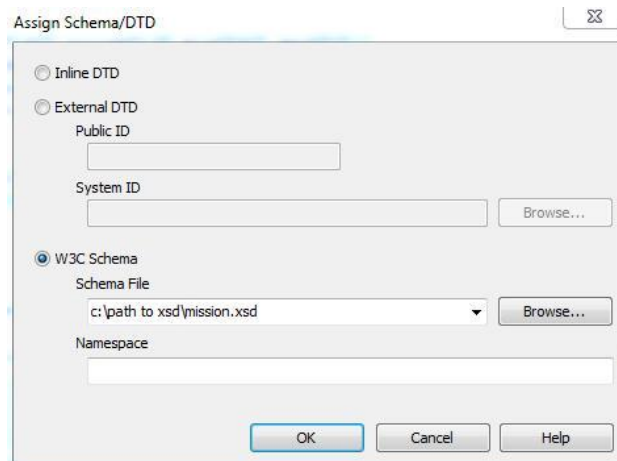 Assign Schema/DTD
Inline DTD
External DTD
Public ID
System ID
Browse...
W3C Schema
Schema File
c:\path to xsd\mission.xsd
Browse...
Namespace
OK
Cancel
Help